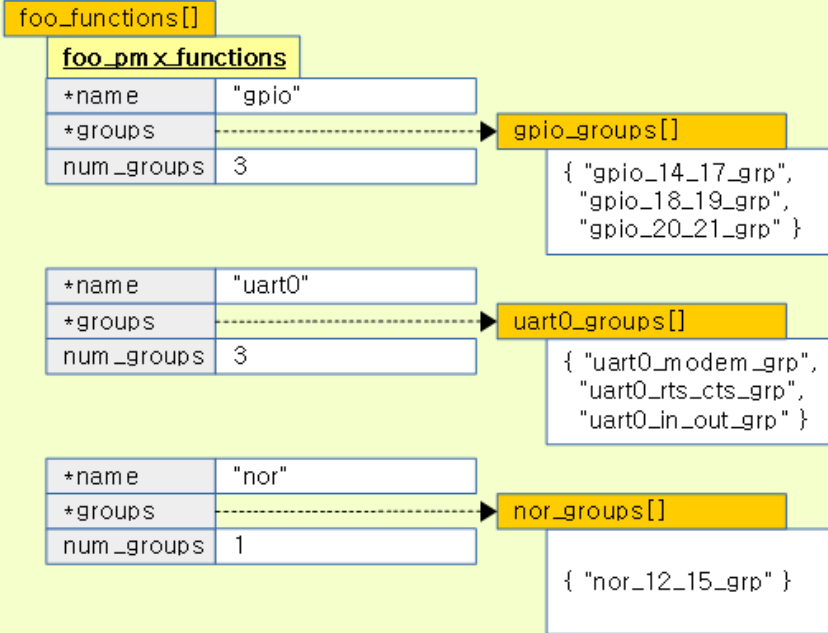 foo_functions[]
foo_pmx_functions
*name "gpio"
*groups gpio_groups[]
num_groups 3
{ "gpio_14_17_grp",
"gpio_18_19_grp",
"gpio_20_21_grp" }
*name "uart0"
*groups uart0_groups[]
num_groups 3
{ "uart0_modem_grp",
"uart0_rts_cts_grp",
"uart0_in_out_grp" }
*name "nor"
*groups nor_groups[]
num_groups 1
{ "nor_12_15_grp" }